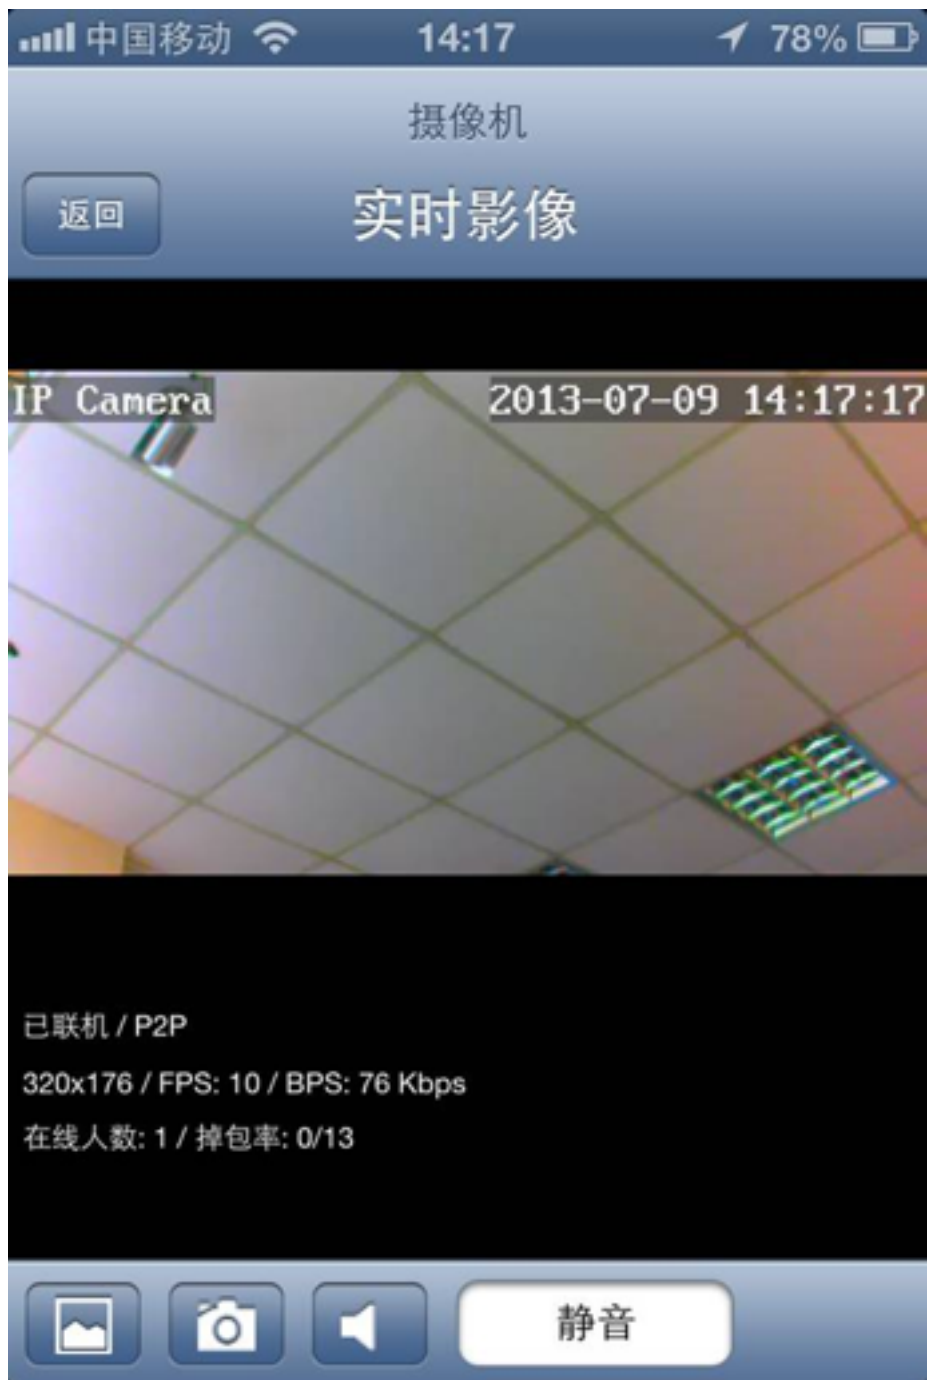 中国移动 14:17 78%
摄像机
返回 实时影像
IP Camera 2013-07-09 14:17:17
已联机 / P2P
320x176 / FPS: 10 / BPS: 76 Kbps
在线人数: 1 / 掉包率: 0/13
静音